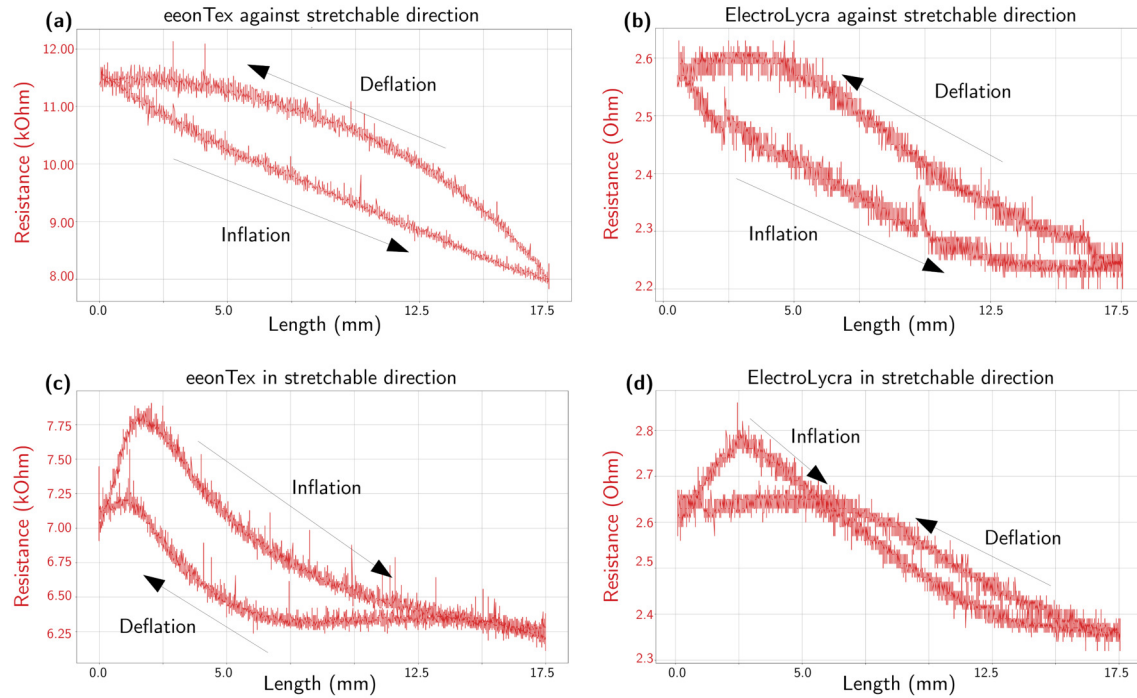 (a) eeonTex against stretchable direction
12.00
11.00
10.00
9.00
8.00
Resistance (kOhm)
Deflation
Inflation
0.0 5.0 12.5 17.5
Length (mm)
(b) ElectroLycra against stretchable direction
2.6
2.5
2.4
2.3
2.2
Resistance (Ohm)
Deflation
Inflation
0.0 5.0 12.5 17.5
Length (mm)
(c) eeonTex in stretchable direction
7.75
7.50
7.25
7.00
6.75
6.50
6.25
Resistance (kOhm)
Inflation
Deflation
0.0 5.0 12.5 17.5
Length (mm)
(d) ElectroLycra in stretchable direction
2.8
2.7
2.6
2.5
2.4
2.3
Resistance (Ohm)
Inflation
Deflation
0.0 5.0 12.5 17.5
Length (mm)